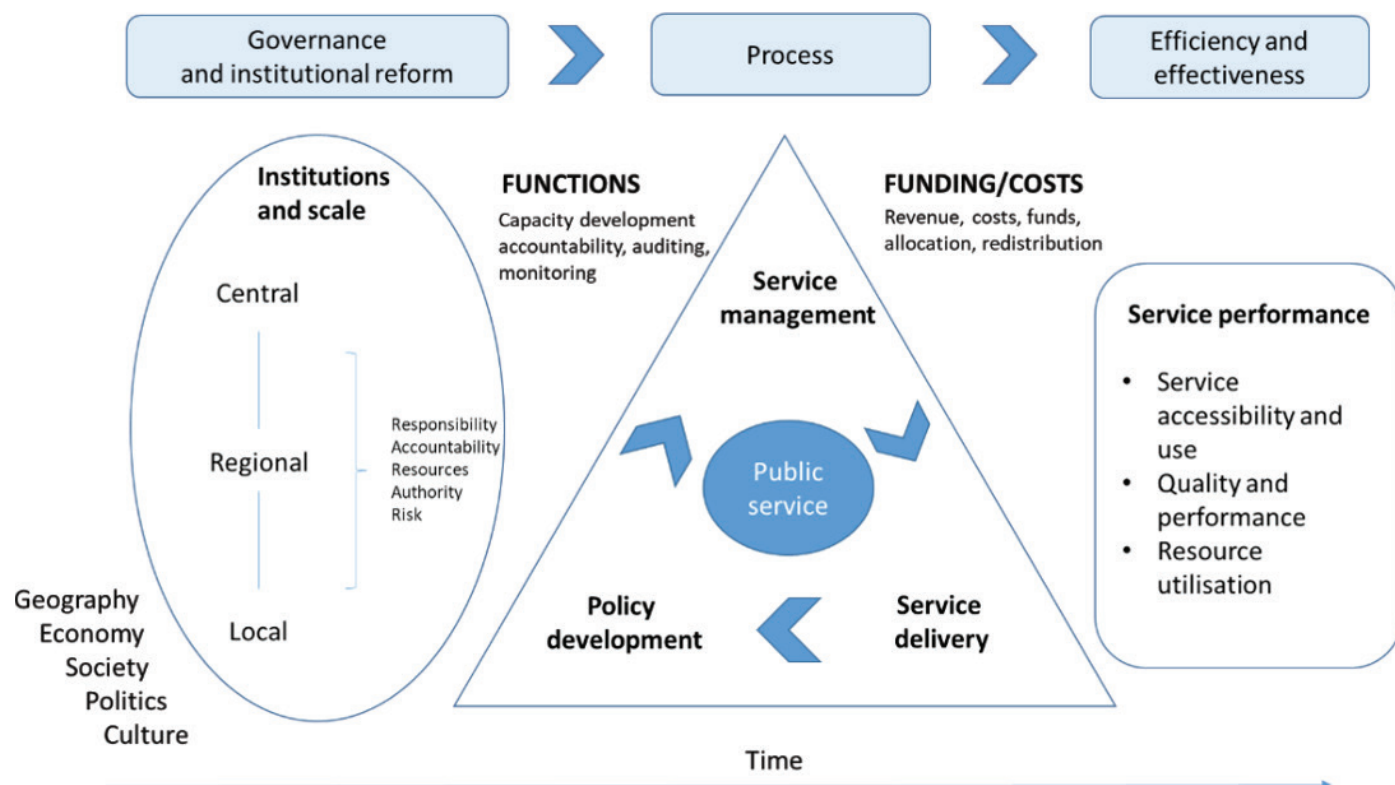 Governance
and institutional reform
Process
Efficiency and
effectiveness
Institutions
and scale
Central
Regional
Local
Responsibility
Accountability
Resources
Authority
Risk
Geography
Economy
Society
Politics
Culture
FUNCTIONS
Capacity development
accountability, auditing,
monitoring
FUNDING/COSTS
Revenue, costs, funds,
allocation, redistribution
Service
management
Public
service
Policy
development
Service
delivery
Service performance
• Service
accessibility and
use
• Quality and
performance
• Resource
utilisation
Time